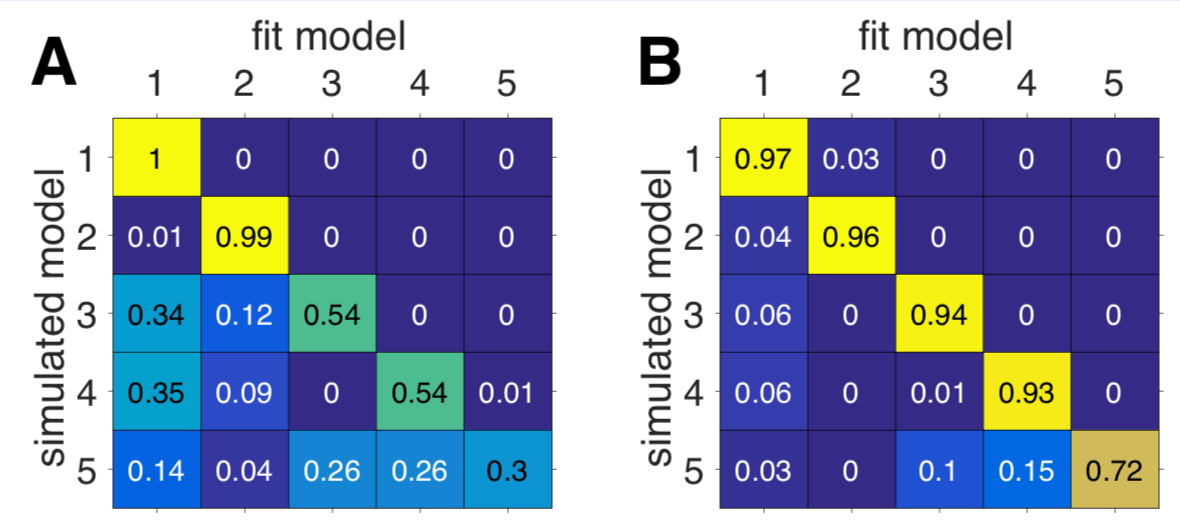 A
fit model
1 2 3 4 5
simulated model
1 1 0 0 0 0
2 0.01 0.99 0 0 0
3 0.34 0.12 0.54 0 0
4 0.35 0.09 0 0.54 0.01
5 0.14 0.04 0.26 0.26 0.3
B
fit model
1 2 3 4 5
simulated model
1 0.97 0.03 0 0 0
2 0.04 0.96 0 0 0
3 0.06 0 0.94 0 0
4 0.06 0 0.01 0.93 0
5 0.03 0 0.1 0.15 0.72